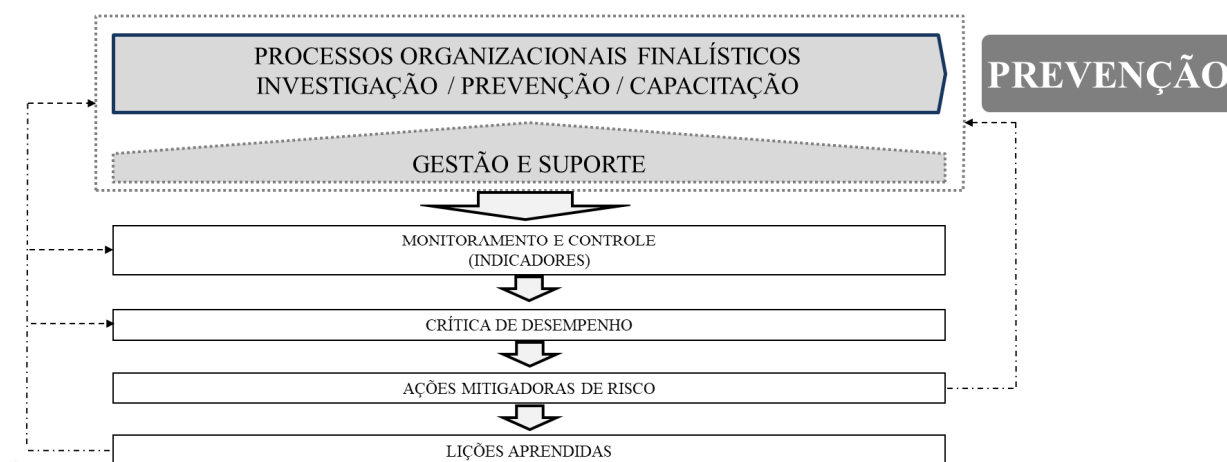 PROCESSOS ORGANIZACIONAIS FINALÍSTICOS
INVESTIGAÇÃO / PREVENÇÃO / CAPACITAÇÃO
PREVENÇÃO
GESTÃO E SUPORTE
MONITORAMENTO E CONTROLE
(INDICADORES)
CRÍTICA DE DESEMPENHO
AÇÕES MITIGADORAS DE RISCO
LIÇÕES APRENDIDAS